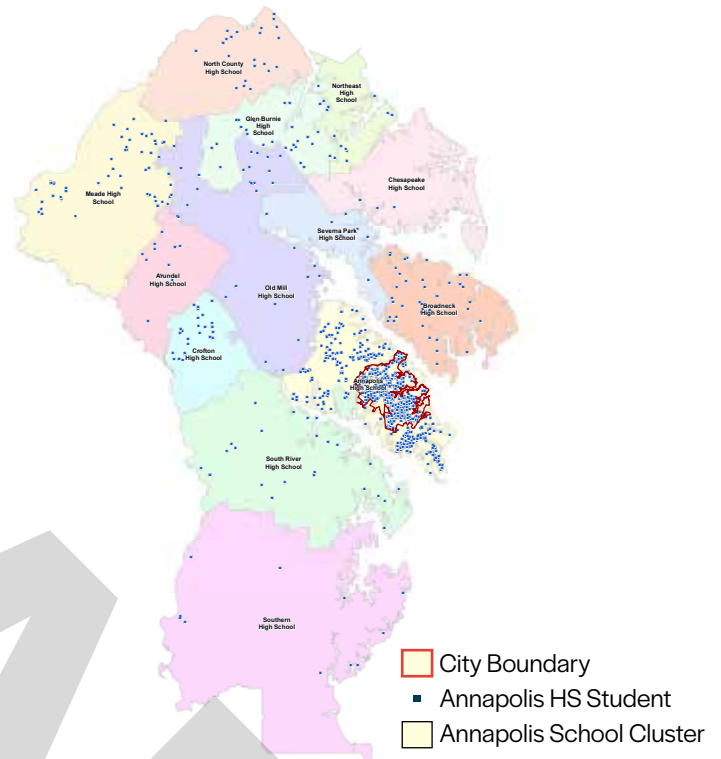 North County
High School
Northeast
High
School
Glen Burnie
High
School
Chesapeake
High School
Meade High
School
Severna Park
High School
Arundel
High School
Old Mill
High School
Broadneck
High School
Crofton
High School
Annapolis
High School
South River
High School
Southern
High School
City Boundary
Annapolis HS Student
Annapolis School Cluster